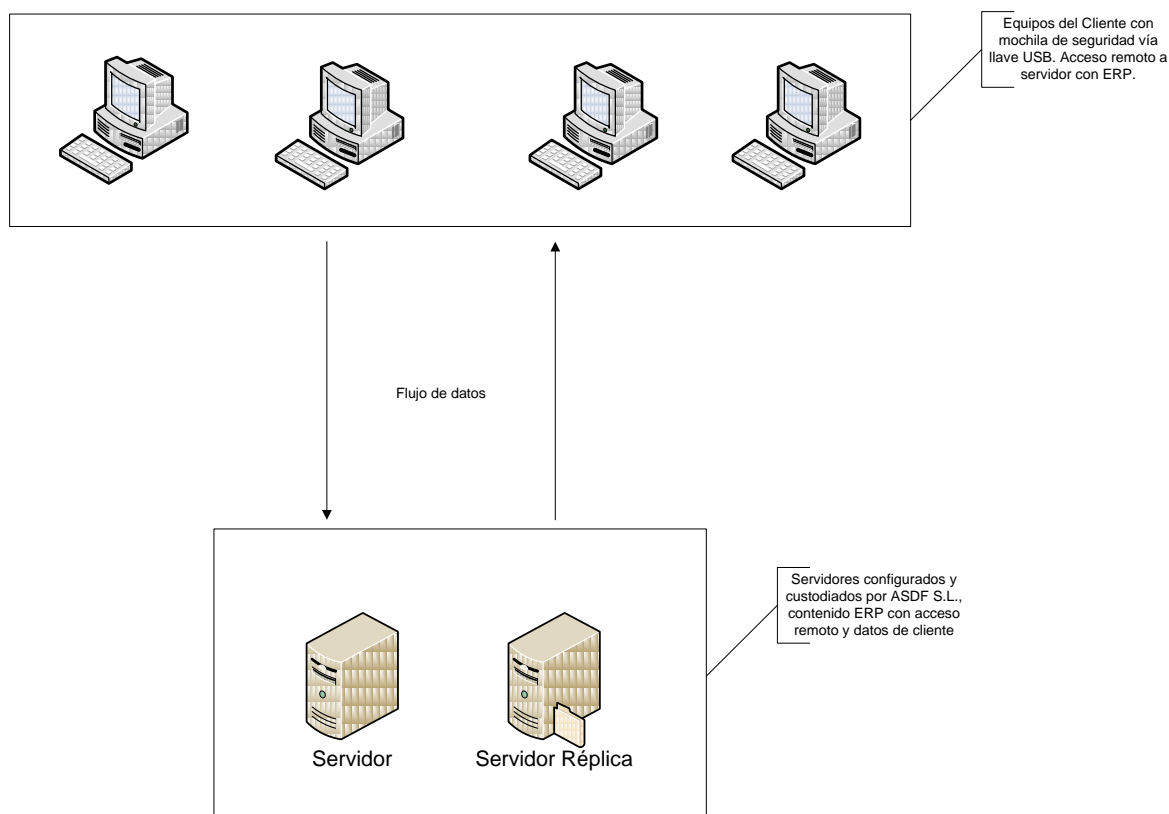 Equipos del Cliente con
mochila de seguridad vía
llave USB. Acceso remoto a
servidor con ERP.
Flujo de datos
Servidores configurados y
custodiados por ASDF S.L.,
contenido ERP con acceso
remoto y datos de cliente
Servidor
Servidor Réplica